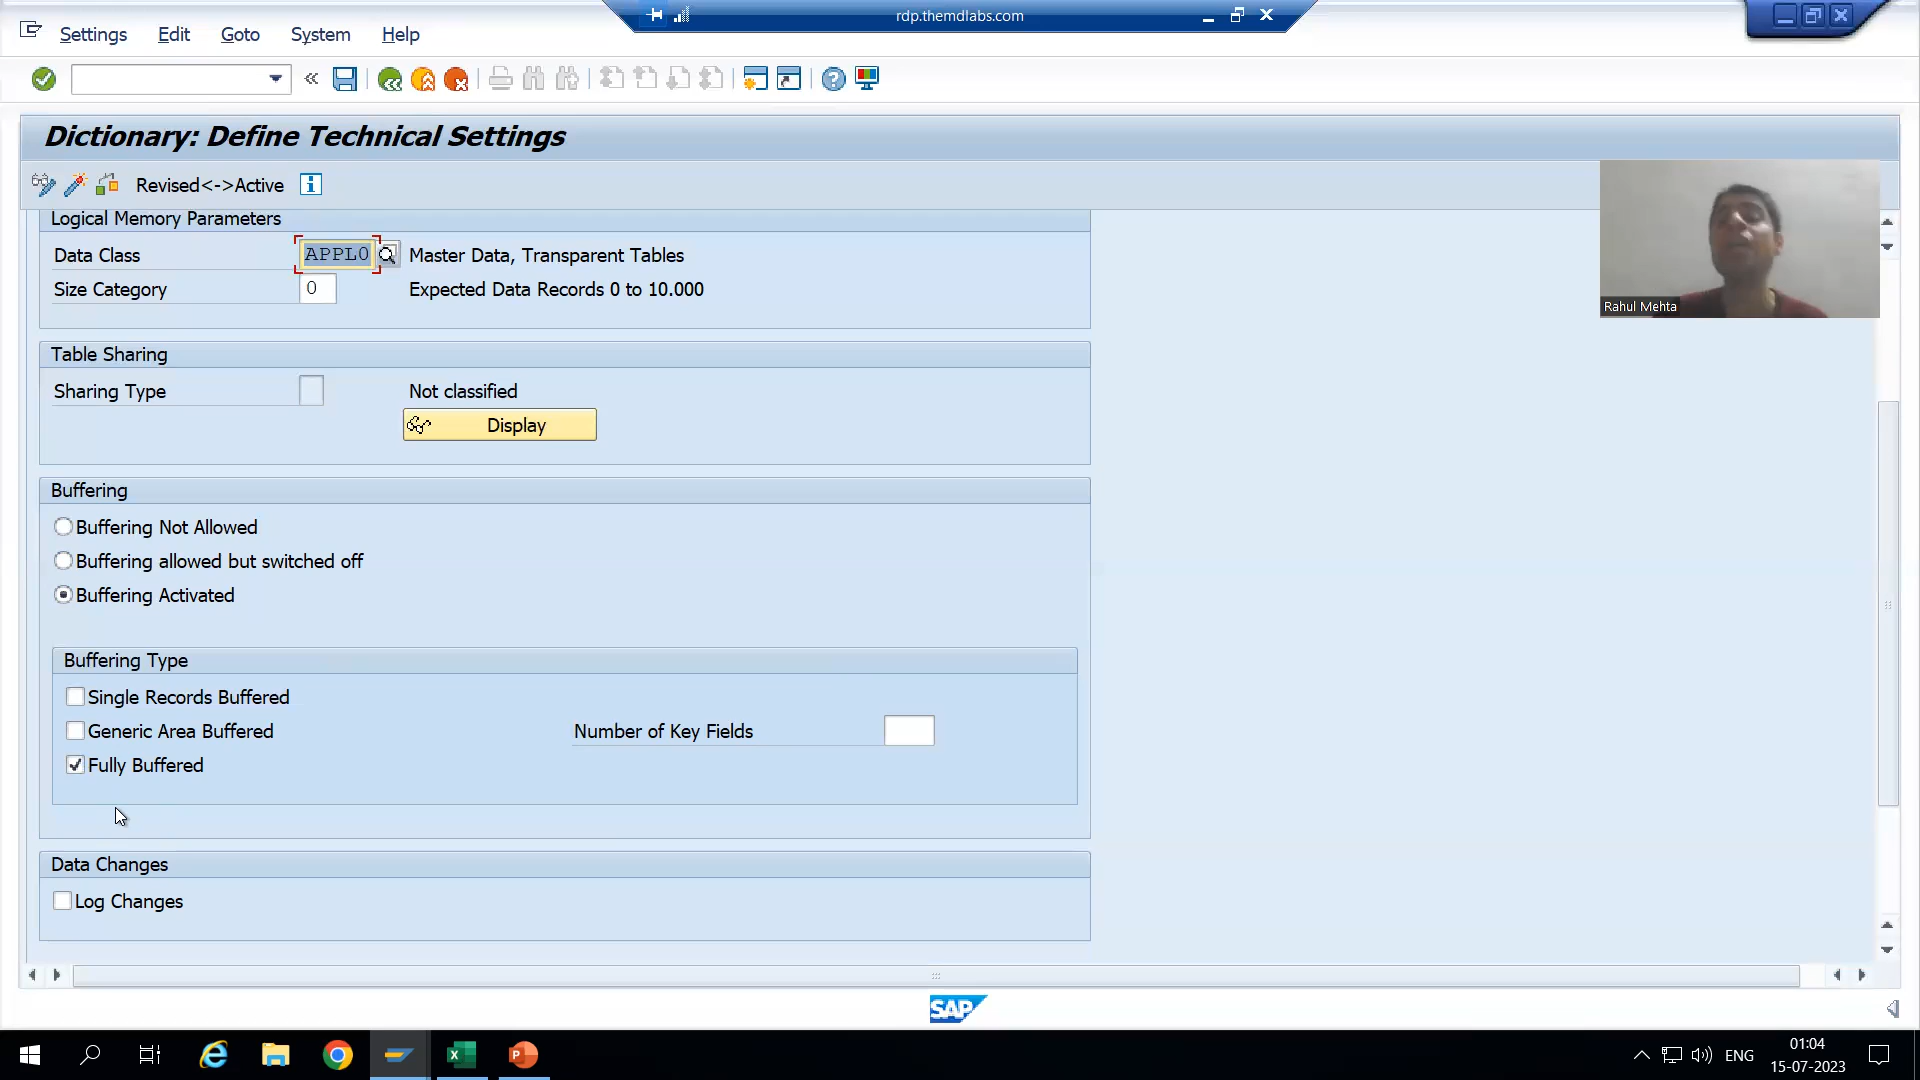 rdp.themdlabs.com
Settings Edit Goto System Help
Dictionary: Define Technical Settings
Revised<->Active
Logical Memory Parameters
Data Class APPL0 Master Data, Transparent Tables
Size Category 0 Expected Data Records 0 to 10.000
Rahul Mehta
Table Sharing
Sharing Type Not classified
Display
Buffering
Buffering Not Allowed
Buffering allowed but switched off
Buffering Activated
Buffering Type
Single Records Buffered
Generic Area Buffered Number of Key Fields
Fully Buffered
Data Changes
Log Changes
SAP
ENG
01:04
15-07-2023